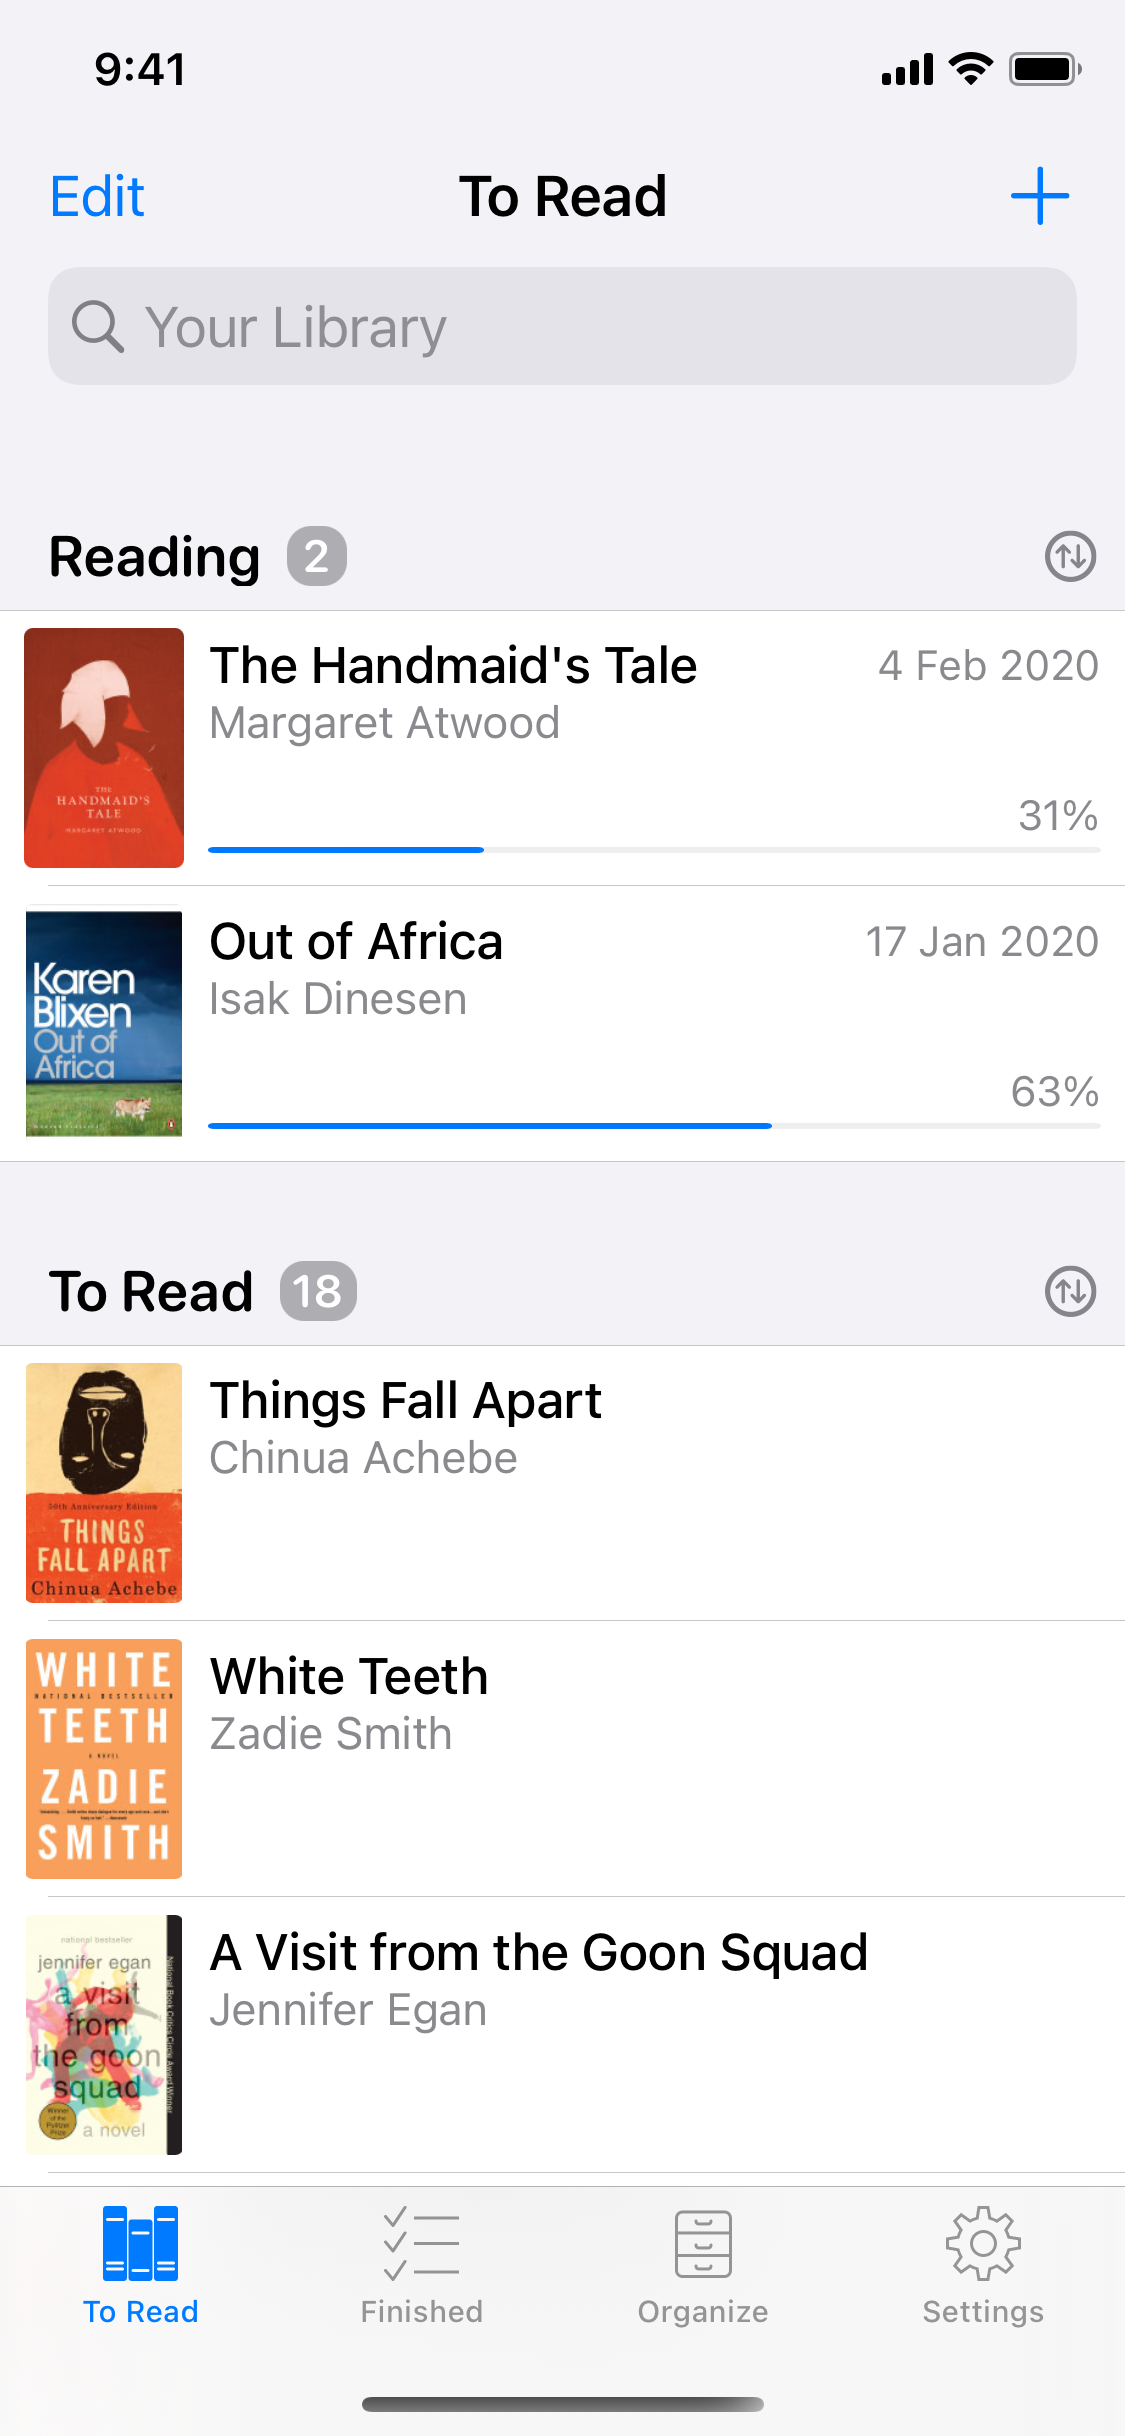 9:41
Edit
To Read
Your Library
Reading 2
THE
HANDMAID'S
TALE
MARGARET ATWOOD
The Handmaid's Tale
4 Feb 2020
Margaret Atwood
31%
Karen
Blixen
Out of
Africa
Out of Africa
17 Jan 2020
Isak Dinesen
63%
To Read 18
50th Anniversary Edition
THINGS
FALL APART
Chinua Achebe
Things Fall Apart
Chinua Achebe
WHITE
NATIONAL BESTSELLER
TEETH
A NOVEL
ZADIE
SMITH
White Teeth
Zadie Smith
national bestseller
jennifer egan
a visit
from
the goon
squad
a novel
Winner
of the
Pulitzer
Prize
National Book Critics Circle Award Winner
A Visit from the Goon Squad
Jennifer Egan
To Read
Finished
Organize
Settings